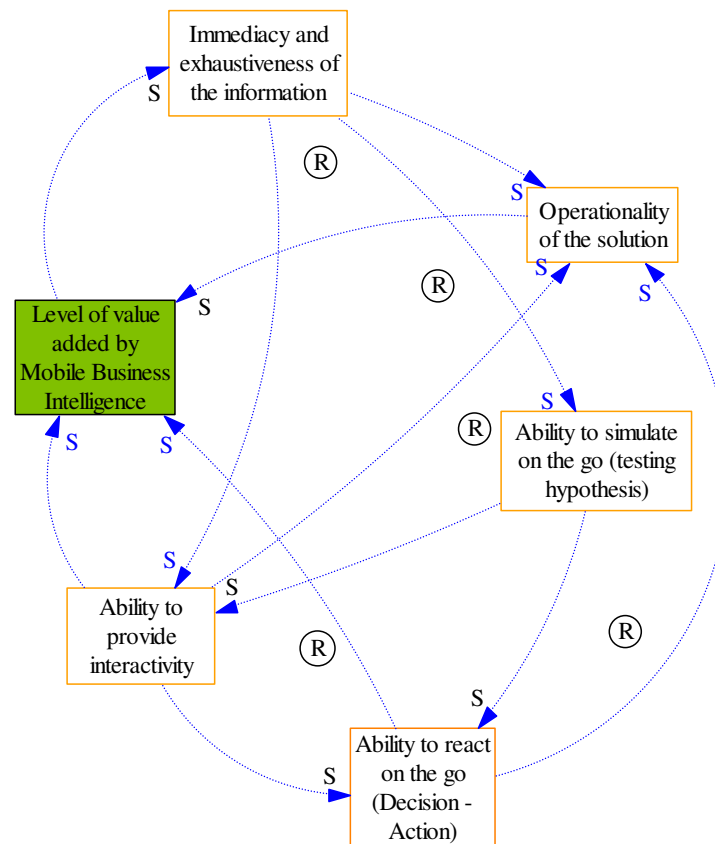 Immediacy and
exhaustiveness of
the information
S
R
S
Operationality
of the solution
S
S
R
S
Level of value
added by
Mobile Business
Intelligence
S
S
S
R
Ability to simulate
on the go (testing
hypothesis)
S
S
Ability to
provide
interactivity
R
R
S
S
Ability to react
on the go
(Decision -
Action)